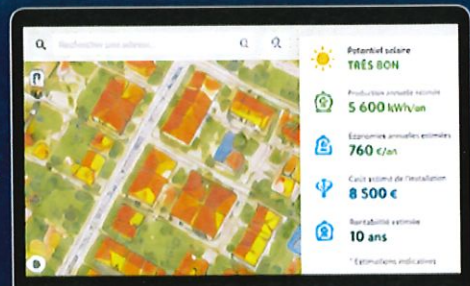 Rechercher une adresse...
Potentiel solaire
TRÈS BON
Production annuelle estimée
5 600 kWh/an
Économies annuelles estimées
760 €/an
Coût estimé de l'installation
8 500 €
Rentabilité estimée
10 ans
* Estimations indicatives